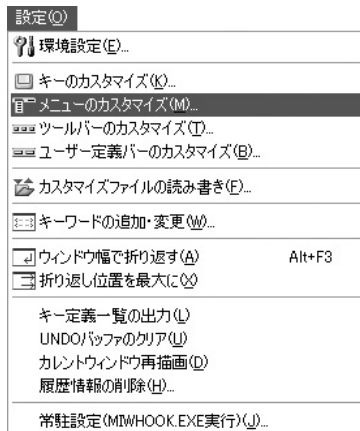 設定(O)
環境設定(E)...
キーのカスタマイズ(K)...
メニューのカスタマイズ(M)...
ツールバーのカスタマイズ(T)...
ユーザー定義バーのカスタマイズ(B)...
カスタマイズファイルの読み書き(F)...
キーワードの追加・変更(W)...
ウィンドウ幅で折り返す(A) Alt+F3
折り返し位置を最大に(X)
キー定義一覧の出力(L)
UNDOバッファのクリア(U)
カレントウィンドウ再描画(D)
履歴情報の削除(H)...
常駐設定(MIWHOOK.EXE実行)(J)...